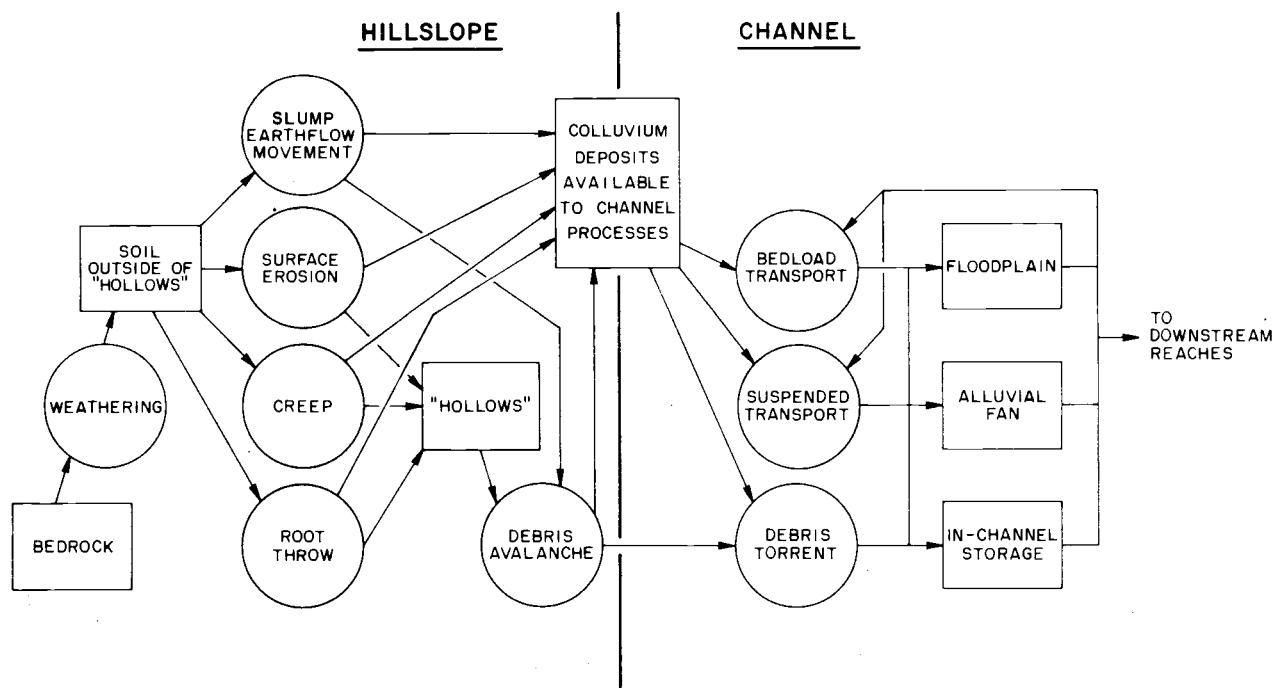 HILLSLOPE
CHANNEL
SLUMP
EARTHFLOW
MOVEMENT
COLLUVIUM
DEPOSITS
AVAILABLE
TO CHANNEL
PROCESSES
SOIL
OUTSIDE OF
"HOLLOWS"
SURFACE
EROSION
BEDLOAD
TRANSPORT
FLOODPLAIN
TO
DOWNSTREAM
REACHES
WEATHERING
CREEP
"HOLLOWS"
SUSPENDED
TRANSPORT
ALLUVIAL
FAN
BEDROCK
ROOT
THROW
DEBRIS
AVALANCHE
DEBRIS
TORRENT
IN-CHANNEL
STORAGE